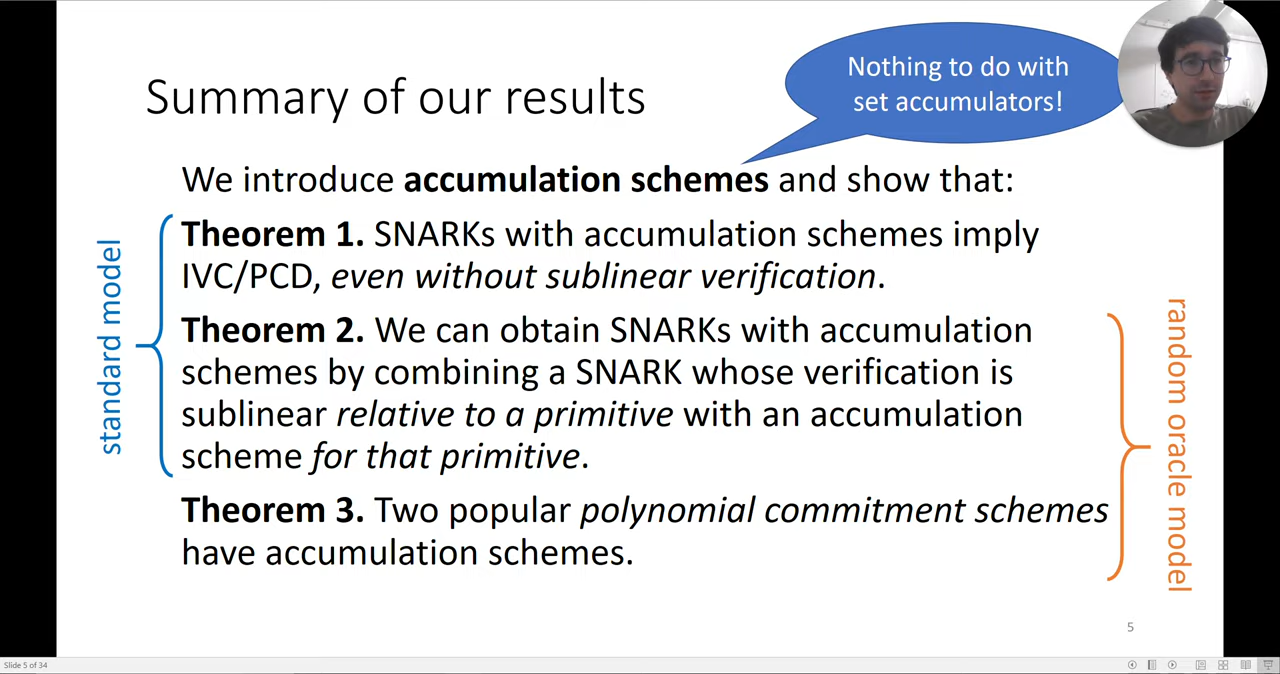 Summary of our results
Nothing to do with
set accumulators!
We introduce accumulation schemes and show that:
standard model
Theorem 1. SNARKs with accumulation schemes imply
IVC/PCD, even without sublinear verification.
Theorem 2. We can obtain SNARKs with accumulation
schemes by combining a SNARK whose verification is
sublinear relative to a primitive with an accumulation
scheme for that primitive.
Theorem 3. Two popular polynomial commitment schemes
have accumulation schemes.
random oracle model
5
Slide 5 of 34